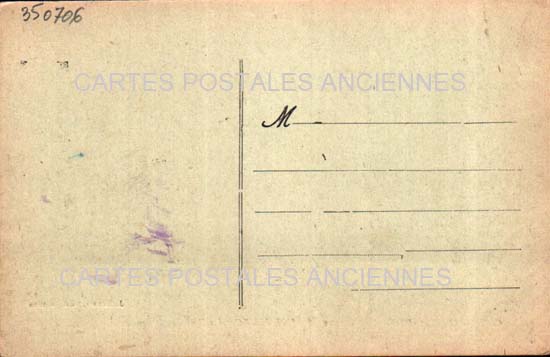 350706
CARTES POSTALES ANCIENNES
M
CARTES POSTALES ANCIENNES